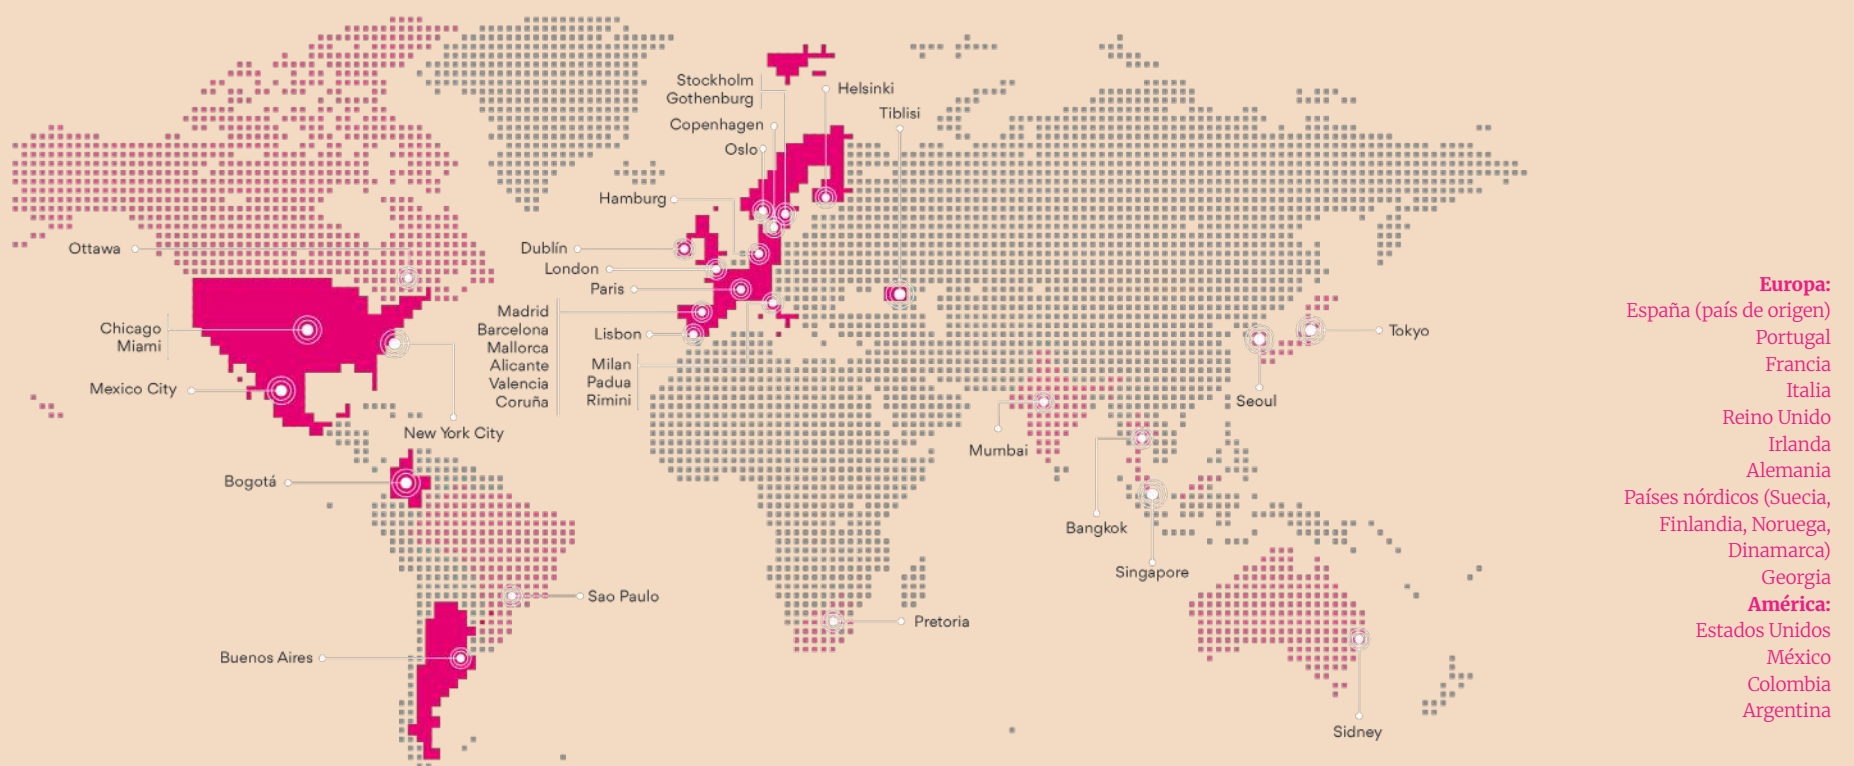 Stockholm
Gothenburg
Helsinki
Tiblisi
Copenhagen
Oslo
Hamburg
Ottawa
Dublín
London
Paris
Madrid
Barcelona
Mallorca
Alicante
Valencia
Coruña
Lisbon
Milan
Padua
Rimini
Chicago
Miami
Mexico City
New York City
Bogotá
Sao Paulo
Buenos Aires
Pretoria
Mumbai
Bangkok
Singapore
Seoul
Tokyo
Sidney
Europa:
España (país de origen)
Portugal
Francia
Italia
Reino Unido
Irlanda
Alemania
Países nórdicos (Suecia,
Finlandia, Noruega,
Dinamarca)
Georgia
América:
Estados Unidos
México
Colombia
Argentina